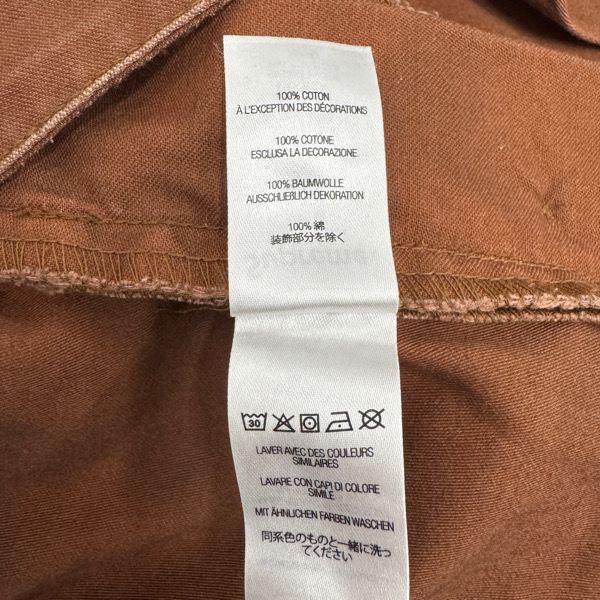 100% COTON
À L'EXCEPTION DES DÉCORATIONS
100% COTONE
ESCLUSA LA DECORAZIONE
100% BAUMWOLLE
AUSSCHLIEßLICH DEKORATION
100% 綿
装飾部分を除く
Supreme
30
LAVER AVEC DES COULEURS
SIMILAIRES
LAVARE CON CAPI DI COLORE
SIMILE
MIT ÄHNLICHEN FARBEN WASCHEN
同系色のものと一緒に洗っ
てください